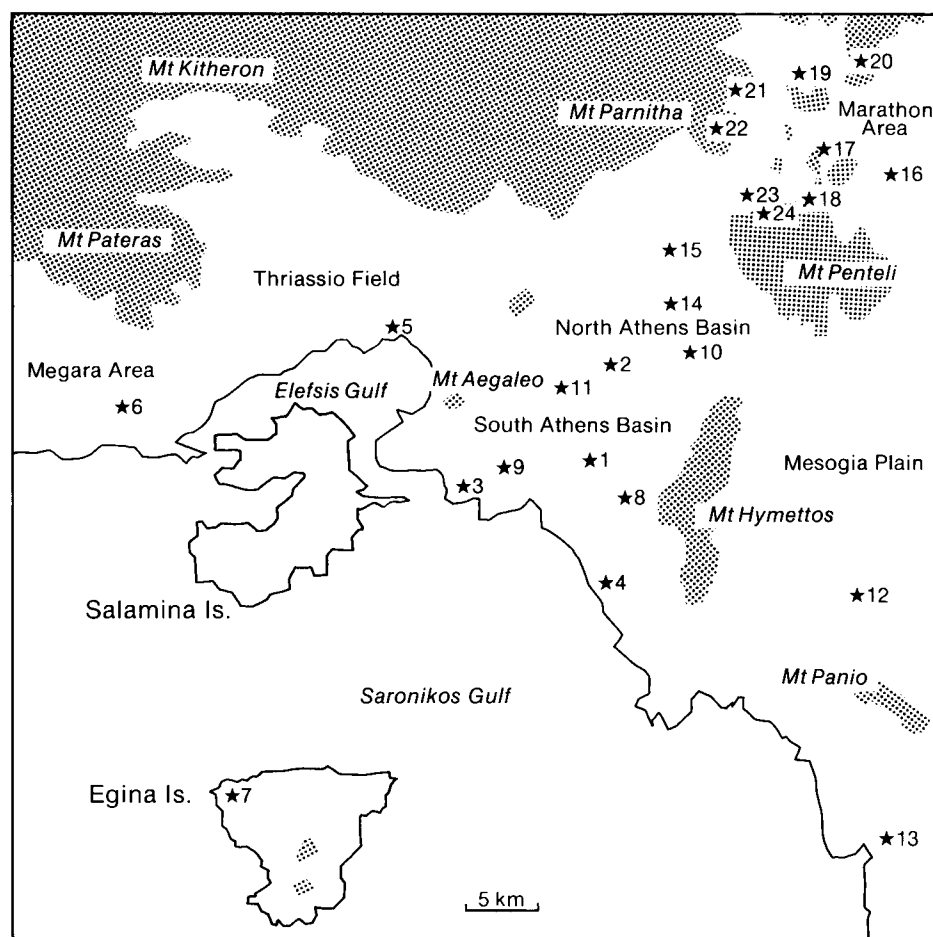 Mt Kitheron
20
19
21
Mt Parnitha
Marathon
Area
22
17
16
23
18
24
Mt Pateras
15
Mt Penteli
Thriassio Field
14
5
North Athens Basin
10
2
Megara Area
Mt Aegaleo
11
Elefsis Gulf
6
South Athens Basin
9
1
Mesogia Plain
3
8
Mt Hymettos
4
12
Salamina Is.
Mt Panio
Saronikos Gulf
Egina Is.
7
13
5 km